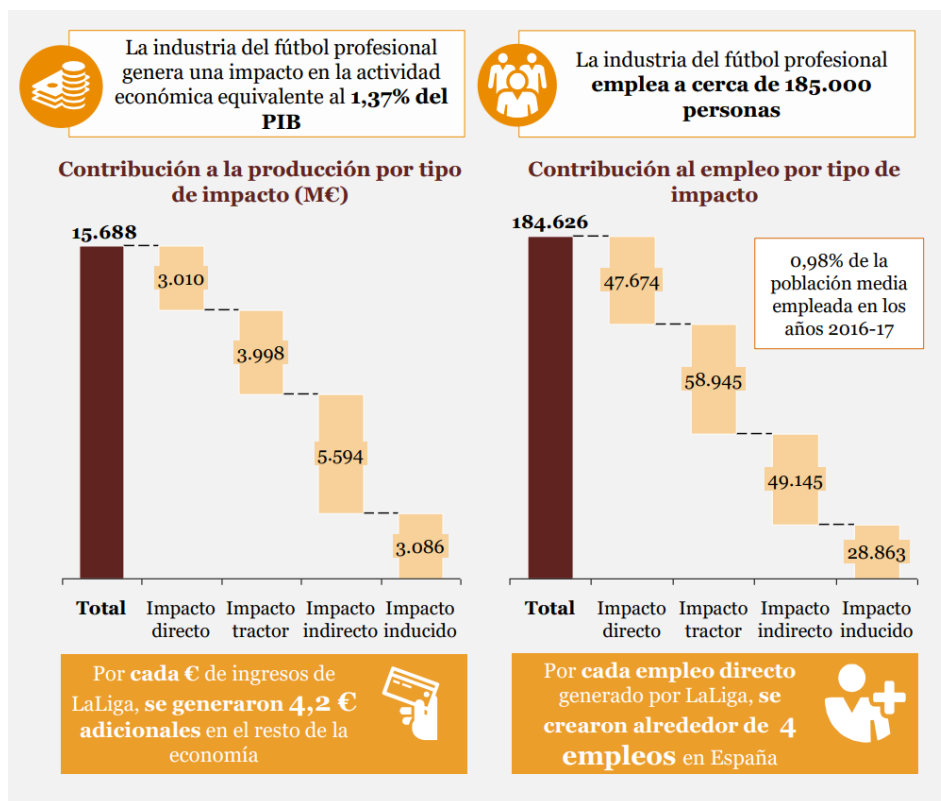 La industria del fútbol profesional
genera una impacto en la actividad
económica equivalente al 1,37% del
PIB
La industria del fútbol profesional
emplea a cerca de 185.000
personas
Contribución a la producción por tipo
de impacto (M€)
15.688
3.010
3.998
5.594
3.086
Total
Impacto
directo
Impacto
tractor
Impacto
indirecto
Impacto
inducido
Contribución al empleo por tipo de
impacto
184.626
47.674
58.945
49.145
28.863
0,98% de la
población media
empleada en los
años 2016-17
Total
Impacto
directo
Impacto
tractor
Impacto
indirecto
Impacto
inducido
Por cada € de ingresos de
LaLiga, se generaron 4,2 €
adicionales en el resto de la
economía
Por cada empleo directo
generado por LaLiga, se
crearon alrededor de 4
empleos en España